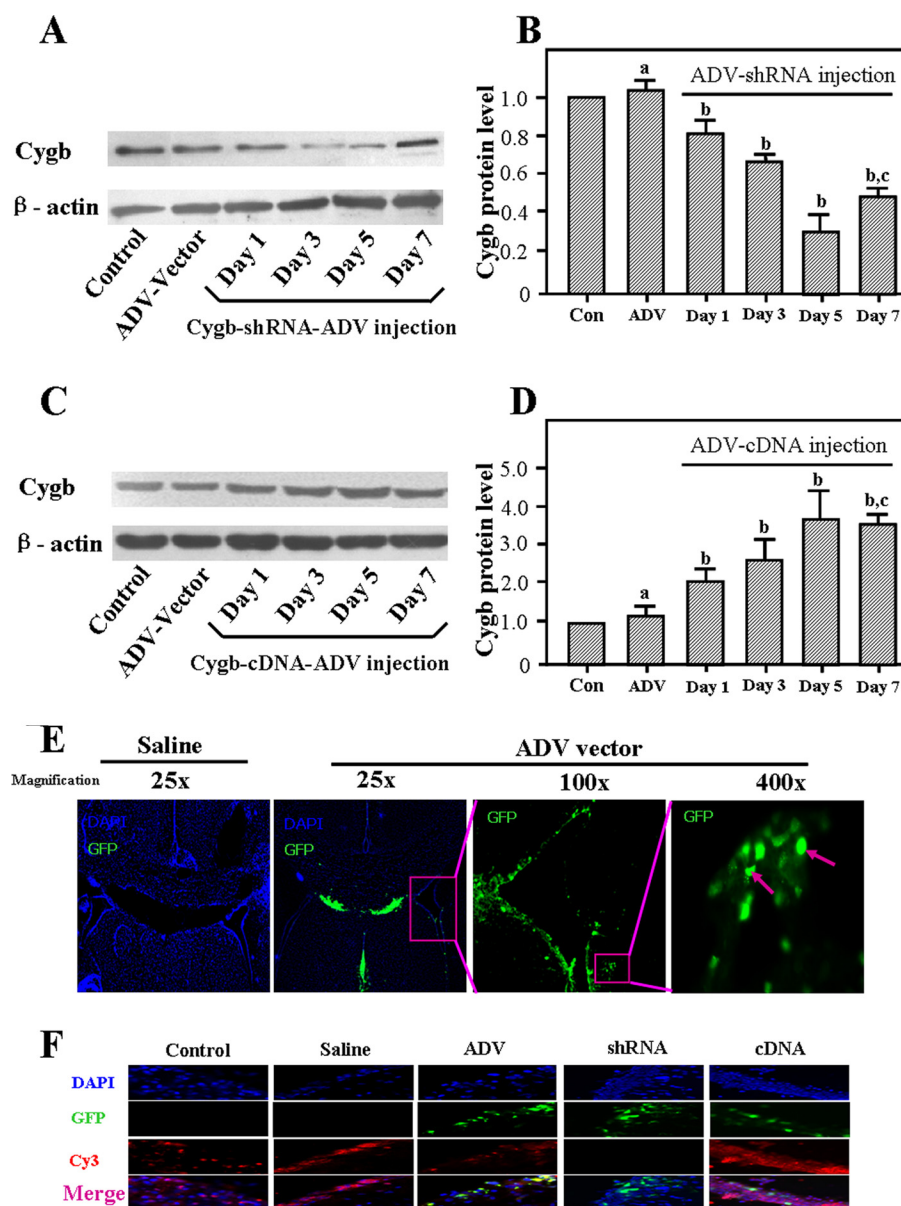 A
Cygb
β - actin
Control
ADV-Vector
Day 1
Day 3
Day 5
Day 7
Cygb-shRNA-ADV injection
B
ADV-shRNA injection
Cygb protein level
1.0
0.8
0.6
0.4
0.2
0
a
b
b
b
b,c
Con
ADV
Day 1
Day 3
Day 5
Day 7
C
Cygb
β - actin
Control
ADV-Vector
Day 1
Day 3
Day 5
Day 7
Cygb-cDNA-ADV injection
D
ADV-cDNA injection
Cygb protein level
5.0
4.0
3.0
2.0
1.0
0
a
b
b
b
b,c
Con
ADV
Day 1
Day 3
Day 5
Day 7
E
Saline
ADV vector
Magnification
25x
25x
100x
400x
DAPI
GFP
DAPI
GFP
GFP
GFP
F
Control
Saline
ADV
shRNA
cDNA
DAPI
GFP
Cy3
Merge